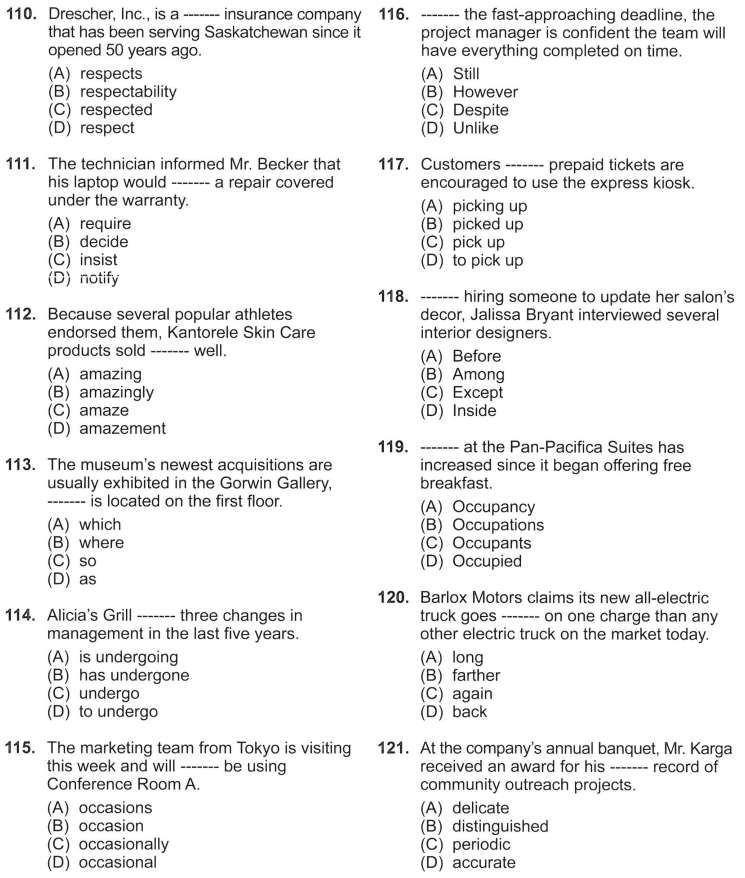 110. Drescher, Inc., is a ------- insurance company
that has been serving Saskatchewan since it
opened 50 years ago.
(A) respects
(B) respectability
(C) respected
(D) respect
111. The technician informed Mr. Becker that
his laptop would ------- a repair covered
under the warranty.
(A) require
(B) decide
(C) insist
(D) notify
112. Because several popular athletes
endorsed them, Kantorele Skin Care
products sold ------- well.
(A) amazing
(B) amazingly
(C) amaze
(D) amazement
113. The museum's newest acquisitions are
usually exhibited in the Gorwin Gallery,
------- is located on the first floor.
(A) which
(B) where
(C) so
(D) as
114. Alicia's Grill ------- three changes in
management in the last five years.
(A) is undergoing
(B) has undergone
(C) undergo
(D) to undergo
115. The marketing team from Tokyo is visiting
this week and will ------- be using
Conference Room A.
(A) occasions
(B) occasion
(C) occasionally
(D) occasional
116. ------- the fast-approaching deadline, the
project manager is confident the team will
have everything completed on time.
(A) Still
(B) However
(C) Despite
(D) Unlike
117. Customers ------- prepaid tickets are
encouraged to use the express kiosk.
(A) picking up
(B) picked up
(C) pick up
(D) to pick up
118. ------- hiring someone to update her salon's
decor, Jalissa Bryant interviewed several
interior designers.
(A) Before
(B) Among
(C) Except
(D) Inside
119. ------- at the Pan-Pacifica Suites has
increased since it began offering free
breakfast.
(A) Occupancy
(B) Occupations
(C) Occupants
(D) Occupied
120. Barlox Motors claims its new all-electric
truck goes ------- on one charge than any
other electric truck on the market today.
(A) long
(B) farther
(C) again
(D) back
121. At the company's annual banquet, Mr. Karga
received an award for his ------- record of
community outreach projects.
(A) delicate
(B) distinguished
(C) periodic
(D) accurate